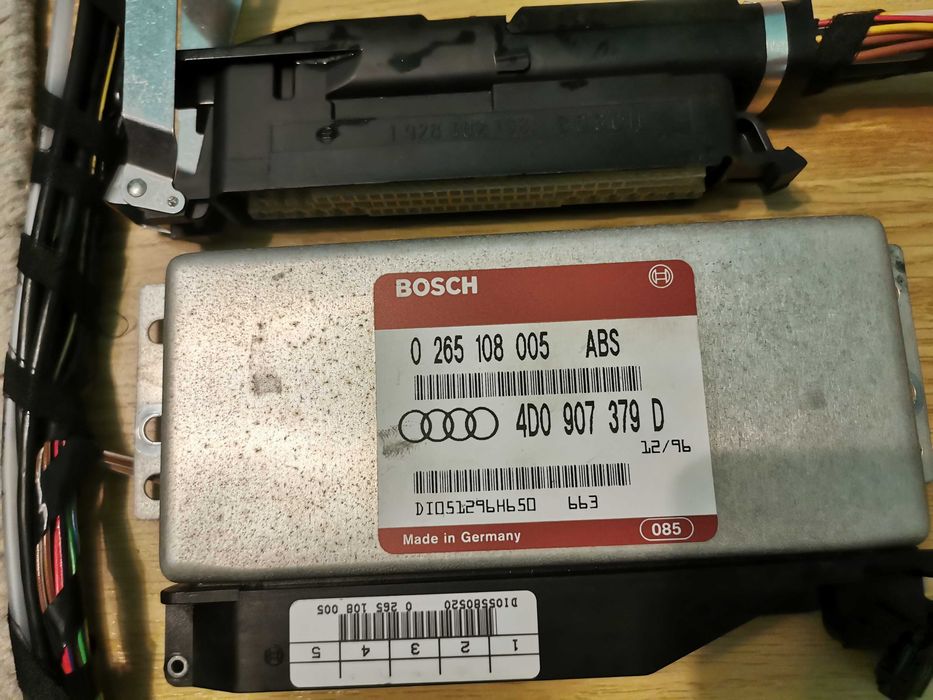 BOSCH
0 265 108 005 ABS
4D0 907 379 D
12/96
DI051296H650 663
Made in Germany 085
DI05580520 0 265 108 005
1 2 3 4 5